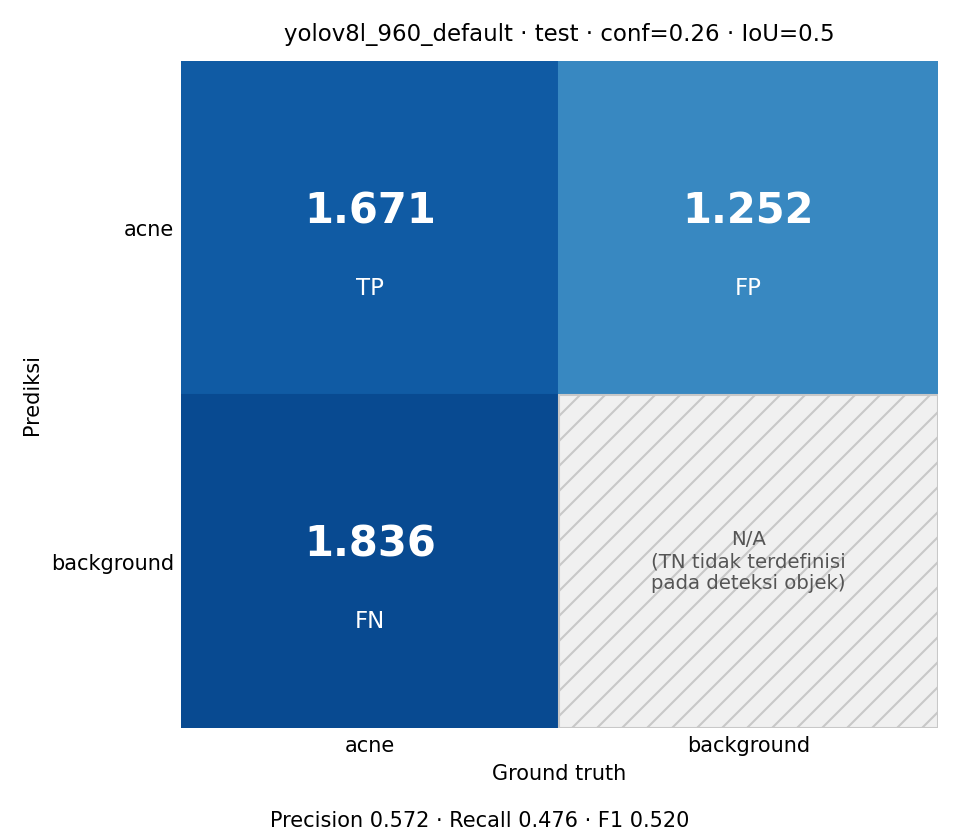 yolov8l_960_default · test · conf=0.26 · IoU=0.5
1.671
1.252
acne
TP
FP
Prediksi
1.836
N/A
(TN tidak terdefinisi
pada deteksi objek)
background
FN
acne
background
Ground truth
Precision 0.572 · Recall 0.476 · F1 0.520